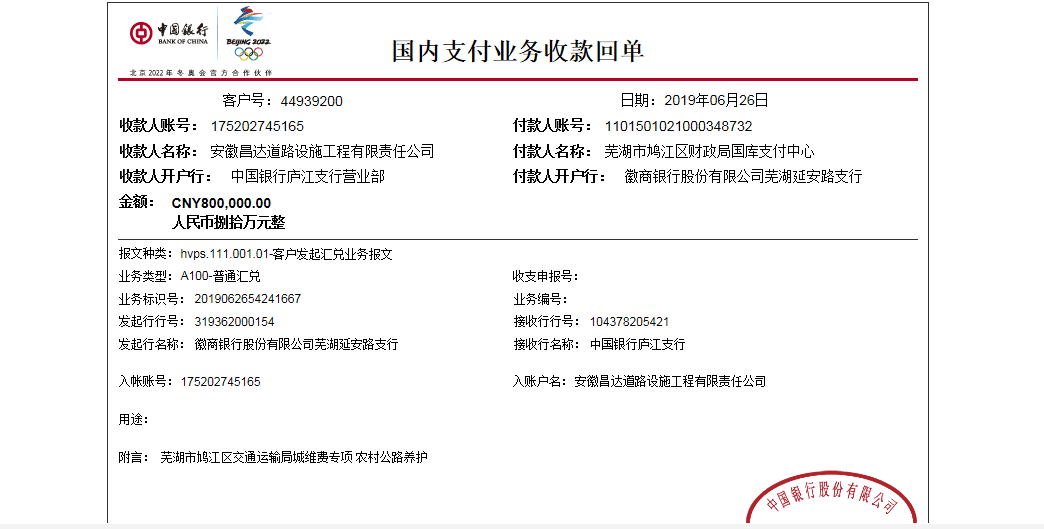 中国银行
BANK OF CHINA
BEIJING 2022
北京2022年冬奥会官方合作伙伴
国内支付业务收款回单
客户号：44939200 日期：2019年06月26日
收款人账号：175202745165 付款人账号：1101501021000348732
收款人名称：安徽昌达道路设施工程有限责任公司 付款人名称：芜湖市鸠江区财政局国库支付中心
收款人开户行：中国银行庐江支行营业部 付款人开户行：徽商银行股份有限公司芜湖延安路支行
金额：CNY800,000.00
人民币捌拾万元整
报文种类：hvps.111.001.01-客户发起汇兑业务报文
业务类型：A100-普通汇兑 收支申报号：
业务标识号：2019062654241667 业务编号：
发起行行号：319362000154 接收行行号：104378205421
发起行名称：徽商银行股份有限公司芜湖延安路支行 接收行名称：中国银行庐江支行
入帐账号：175202745165 入账户名：安徽昌达道路设施工程有限责任公司
用途：
附言：芜湖市鸠江区交通运输局城维费专项 农村公路养护
中国银行股份有限公司